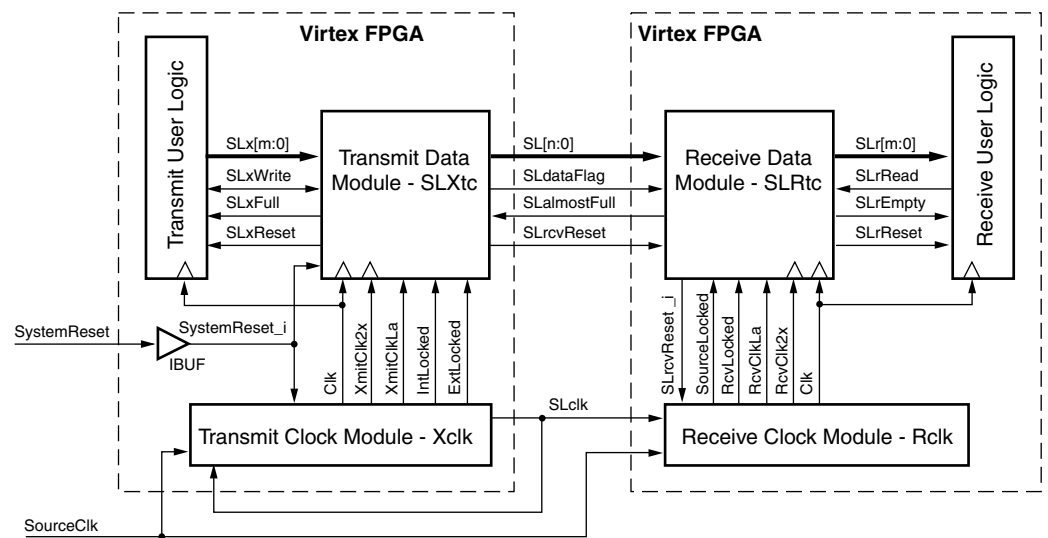 Virtex FPGA
Virtex FPGA
Transmit User Logic
SLx[m:0]
SLxWrite
SLxFull
SLxReset
Transmit Data
Module - SLXtc
SL[n:0]
SLdataFlag
SLalmostFull
SLrcvReset
Receive Data
Module - SLRtc
SLr[m:0]
SLrRead
SLrEmpty
SLrReset
Receive User Logic
SystemReset
IBUF
SystemReset_i
Clk
XmitClk2x
XmitClkLa
IntLocked
ExtLocked
SLrcvReset _i
SourceLocked
RcvLocked
RcvClkLa
RcvClk2x
Clk
Transmit Clock Module - Xclk
SLclk
Receive Clock Module - Rclk
SourceClk